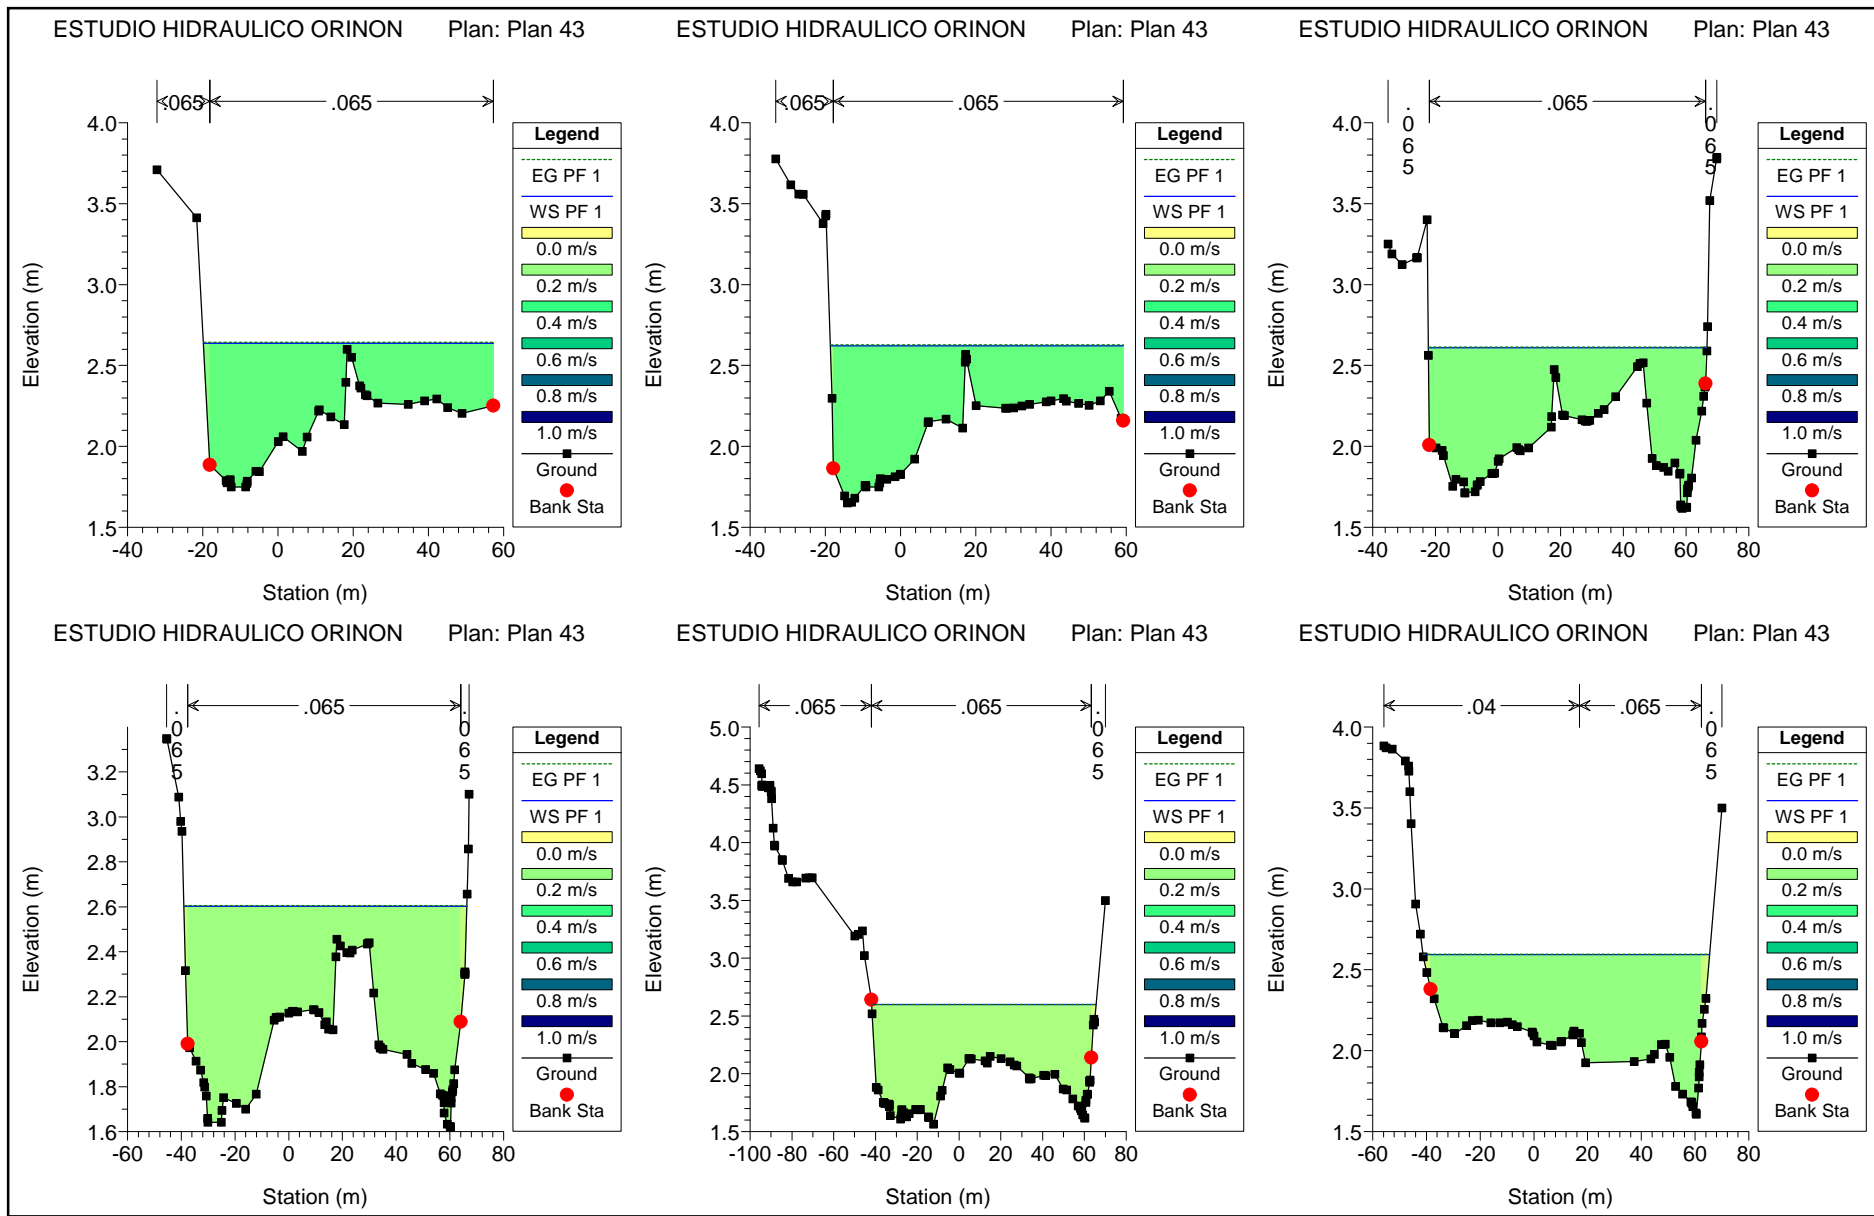 ESTUDIO HIDRAULICO ORINON Plan: Plan 43
.065 .065
Elevation (m)
4.0
3.5
3.0
2.5
2.0
1.5
-40 -20 0 20 40 60
Station (m)
Legend
EG PF 1
WS PF 1
0.0 m/s
0.2 m/s
0.4 m/s
0.6 m/s
0.8 m/s
1.0 m/s
Ground
Bank Sta
ESTUDIO HIDRAULICO ORINON Plan: Plan 43
.065 .065
Elevation (m)
4.0
3.5
3.0
2.5
2.0
1.5
-40 -20 0 20 40 60
Station (m)
Legend
EG PF 1
WS PF 1
0.0 m/s
0.2 m/s
0.4 m/s
0.6 m/s
0.8 m/s
1.0 m/s
Ground
Bank Sta
ESTUDIO HIDRAULICO ORINON Plan: Plan 43
.065 .065 .065
Elevation (m)
4.0
3.5
3.0
2.5
2.0
1.5
-40 -20 0 20 40 60 80
Station (m)
Legend
EG PF 1
WS PF 1
0.0 m/s
0.2 m/s
0.4 m/s
0.6 m/s
0.8 m/s
1.0 m/s
Ground
Bank Sta
ESTUDIO HIDRAULICO ORINON Plan: Plan 43
.065 .065 .065
Elevation (m)
3.2
3.0
2.8
2.6
2.4
2.2
2.0
1.8
1.6
-60 -40 -20 0 20 40 60 80
Station (m)
Legend
EG PF 1
WS PF 1
0.0 m/s
0.2 m/s
0.4 m/s
0.6 m/s
0.8 m/s
1.0 m/s
Ground
Bank Sta
ESTUDIO HIDRAULICO ORINON Plan: Plan 43
.065 .065 .065
Elevation (m)
5.0
4.5
4.0
3.5
3.0
2.5
2.0
1.5
-100 -80 -60 -40 -20 0 20 40 60 80
Station (m)
Legend
EG PF 1
WS PF 1
0.0 m/s
0.2 m/s
0.4 m/s
0.6 m/s
0.8 m/s
1.0 m/s
Ground
Bank Sta
ESTUDIO HIDRAULICO ORINON Plan: Plan 43
.04 .065 .065
Elevation (m)
4.0
3.5
3.0
2.5
2.0
1.5
-60 -40 -20 0 20 40 60 80
Station (m)
Legend
EG PF 1
WS PF 1
0.0 m/s
0.2 m/s
0.4 m/s
0.6 m/s
0.8 m/s
1.0 m/s
Ground
Bank Sta